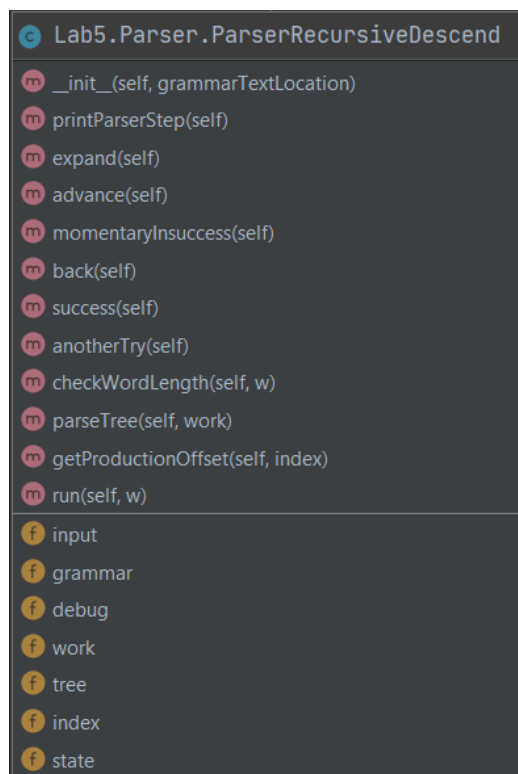 C Lab5.Parser.ParserRecursiveDescend
m __init__(self, grammarTextLocation)
m printParserStep(self)
m expand(self)
m advance(self)
m momentaryInsuccess(self)
m back(self)
m success(self)
m anotherTry(self)
m checkWordLength(self, w)
m parseTree(self, work)
m getProductionOffset(self, index)
m run(self, w)
f input
f grammar
f debug
f work
f tree
f index
f state